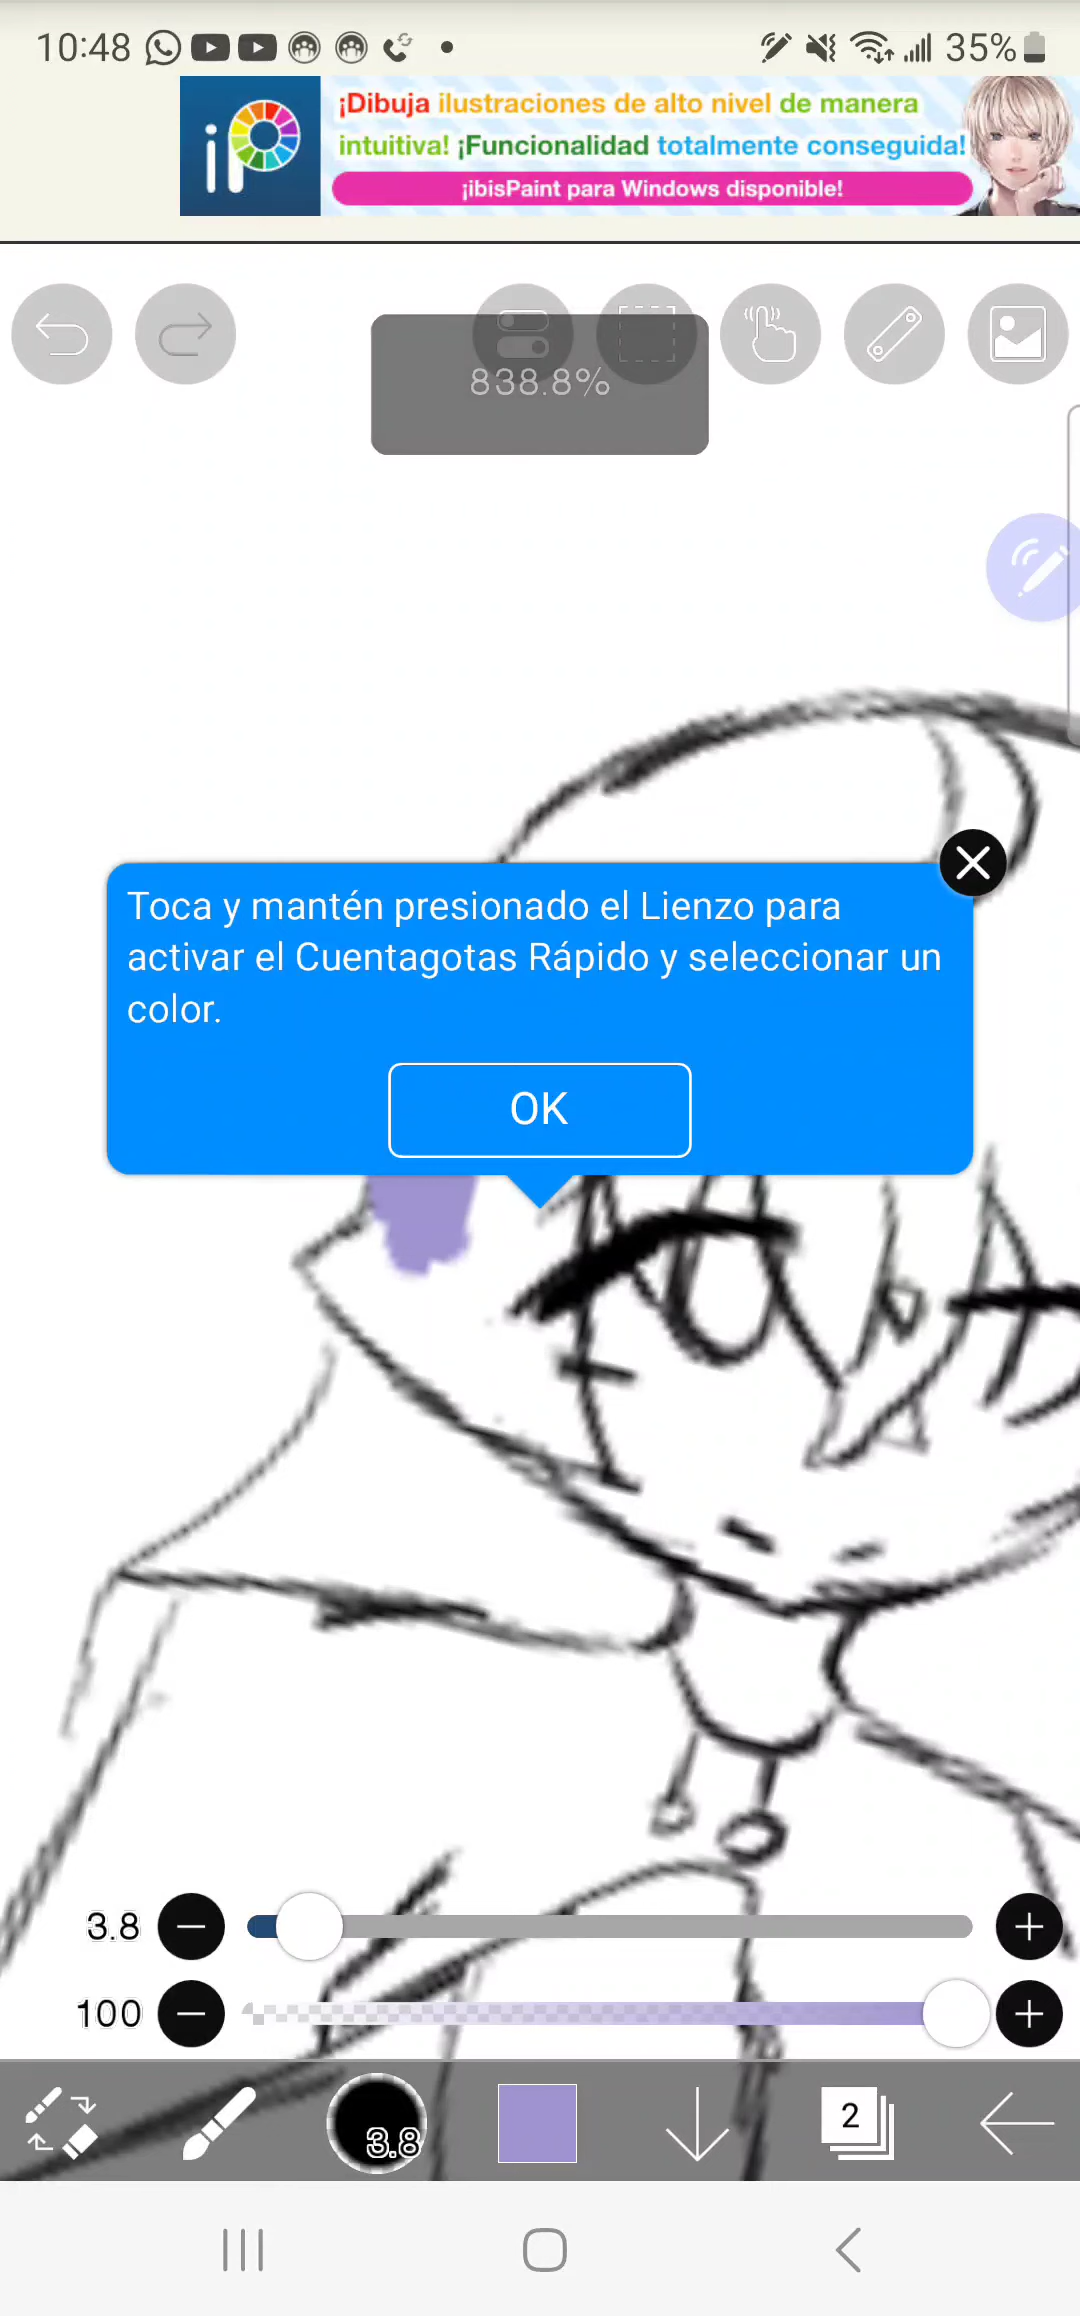 10:48
35%
iP
¡Dibuja ilustraciones de alto nivel de manera
intuitiva! ¡Funcionalidad totalmente conseguida!
¡ibisPaint para Windows disponible!
838.8%
Toca y mantén presionado el Lienzo para
activar el Cuentagotas Rápido y seleccionar un
color.
OK
3.8
100
3.8
2